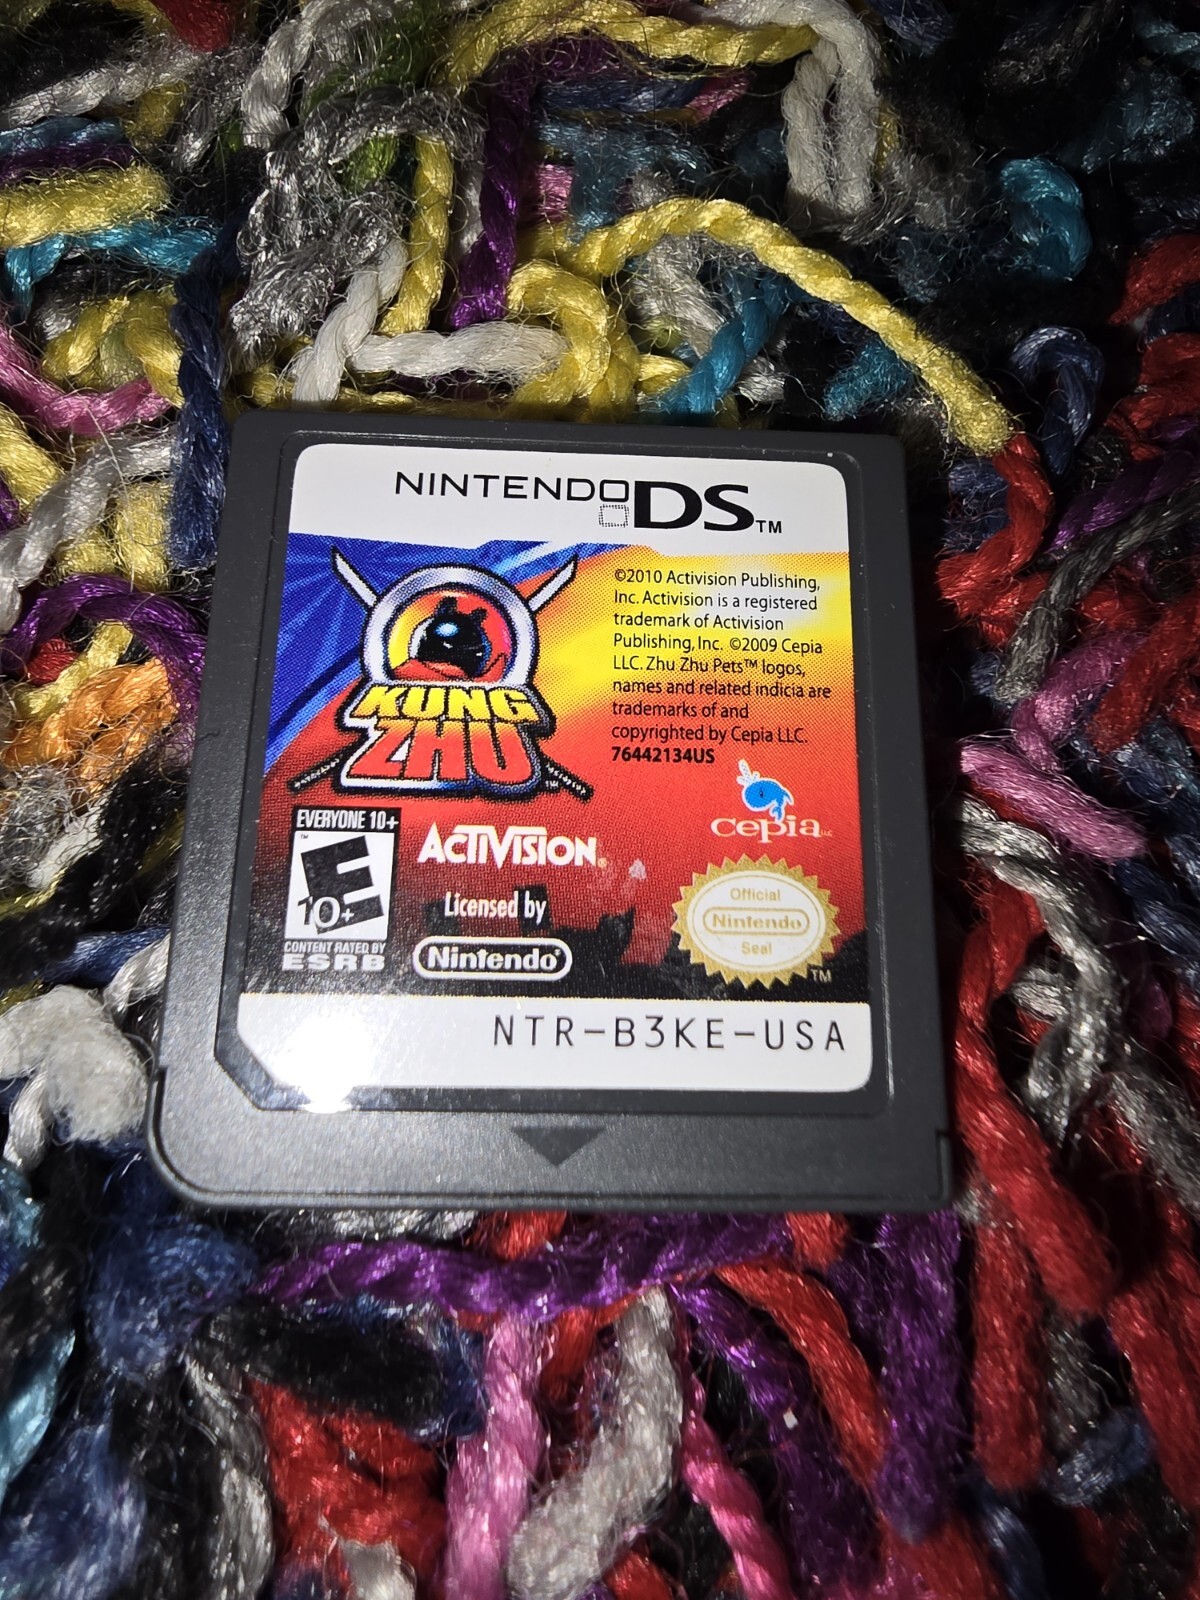 NINTENDO DS™
©2010 Activision Publishing,
Inc. Activision is a registered
trademark of Activision
Publishing, Inc. ©2009 Cepia
LLC. Zhu Zhu Pets™ logos,
names and related indicia are
trademarks of and
copyrighted by Cepia LLC.
76442134US
KUNG
ZHU™
cepia LLC
EVERYONE 10+
™
E
10+
CONTENT RATED BY
ESRB
ACTIVISION®
Licensed by
Nintendo®
Official
Nintendo
Seal
TM
NTR-B3KE-USA